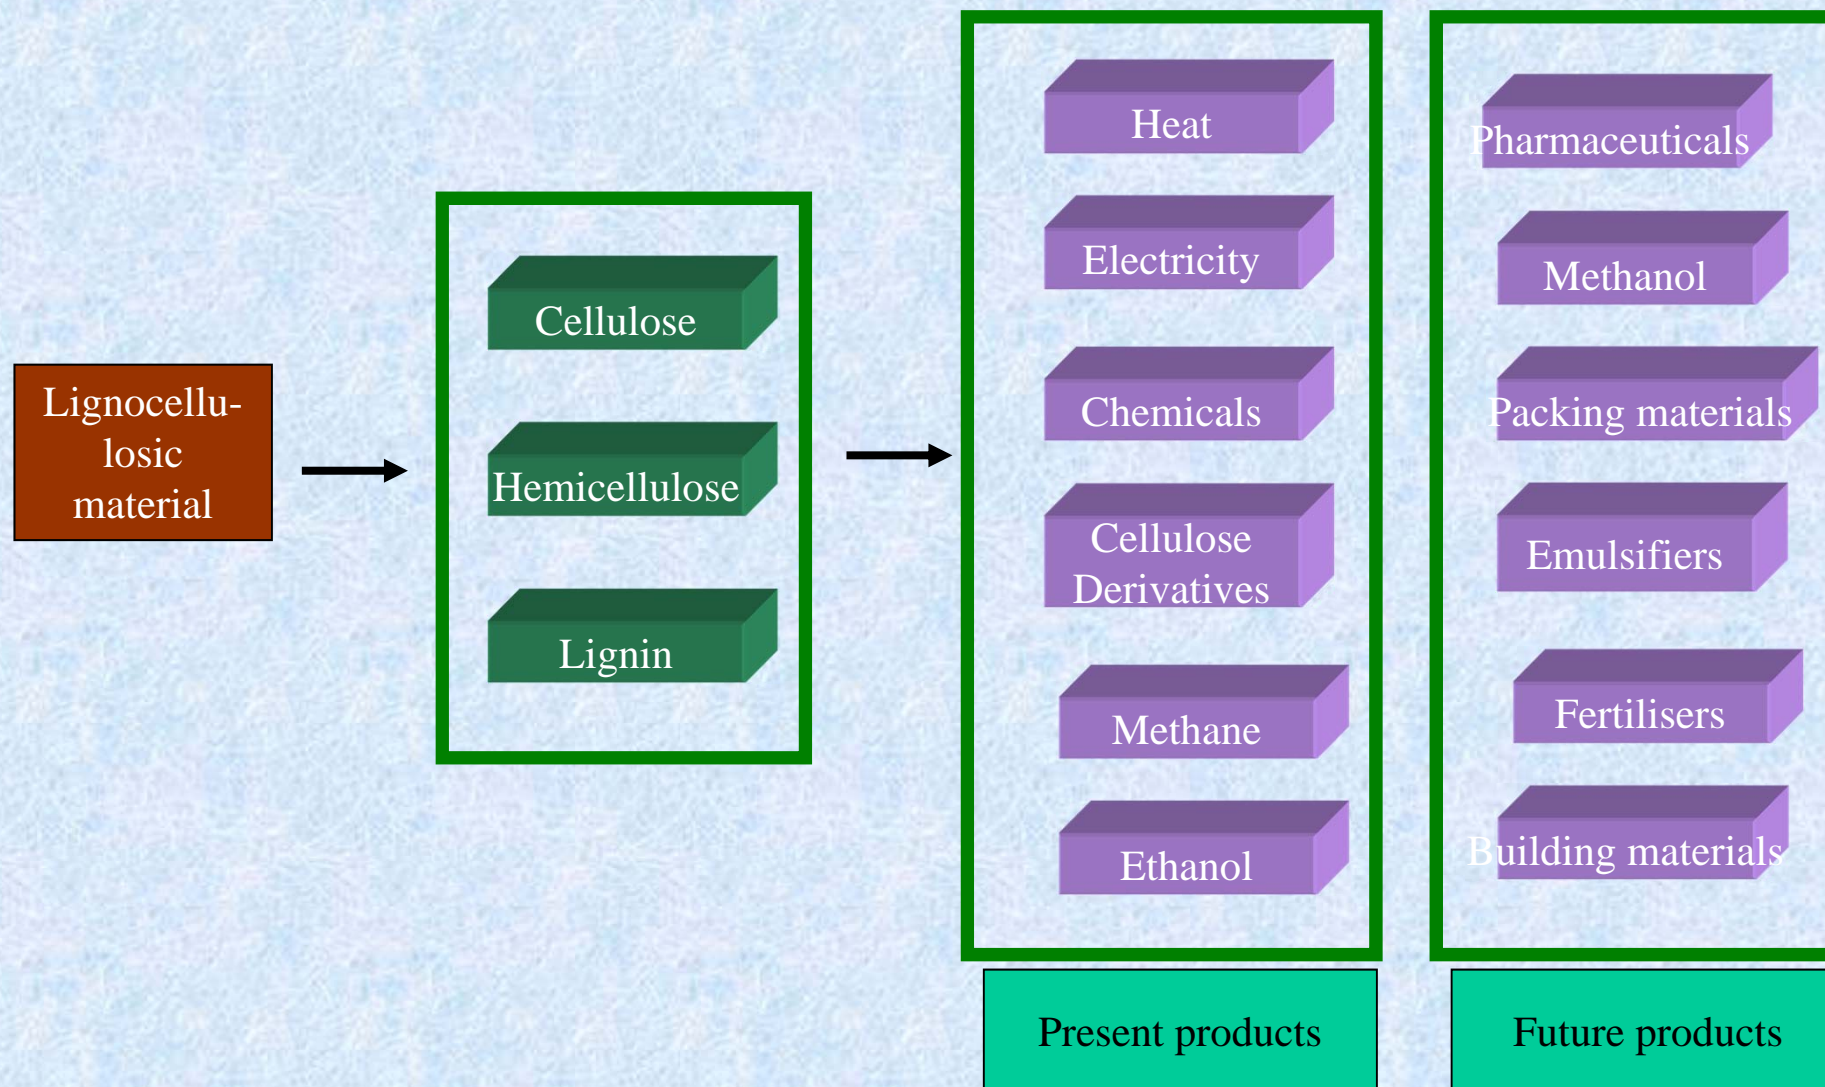 Lignocellu-
losic
material
Cellulose
Hemicellulose
Lignin
Heat
Electricity
Chemicals
Cellulose
Derivatives
Methane
Ethanol
Present products
Pharmaceuticals
Methanol
Packing materials
Emulsifiers
Fertilisers
Building materials
Future products